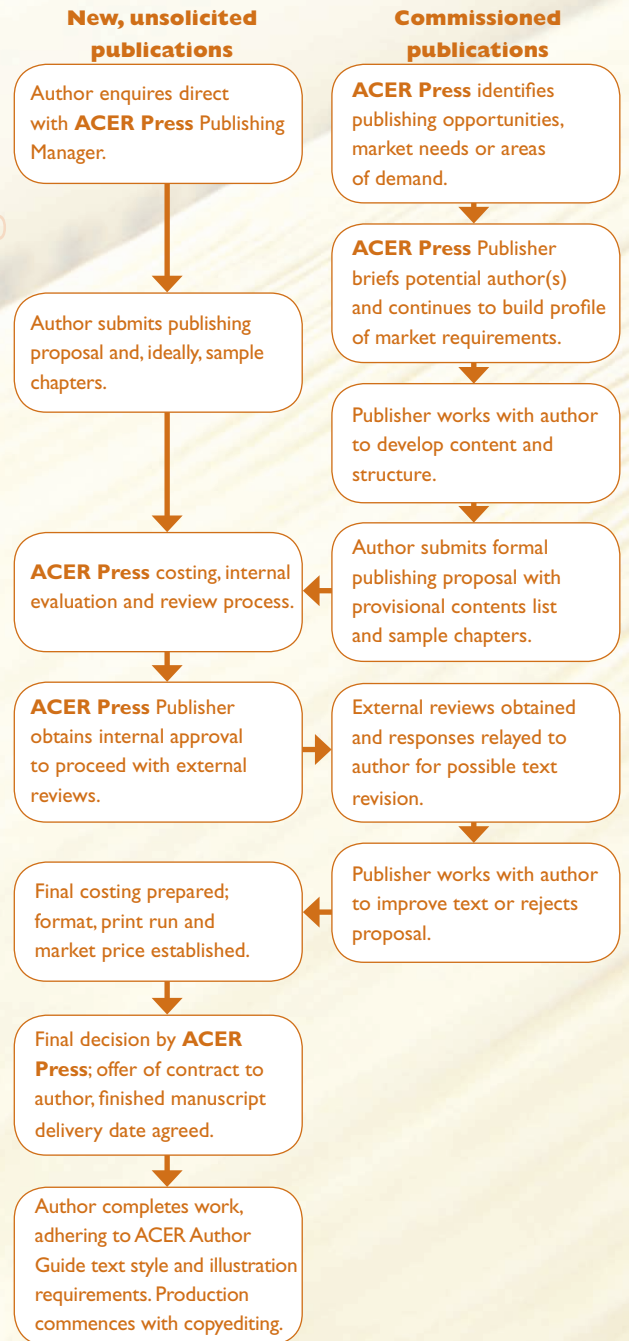 New, unsolicited
publications
Author enquires direct
with ACER Press Publishing
Manager.
Author submits publishing
proposal and, ideally, sample
chapters.
Commissioned
publications
ACER Press identifies
publishing opportunities,
market needs or areas
of demand.
ACER Press Publisher
briefs potential author(s)
and continues to build profile
of market requirements.
Publisher works with author
to develop content and
structure.
Author submits formal
publishing proposal with
provisional contents list
and sample chapters.
ACER Press costing, internal
evaluation and review process.
ACER Press Publisher
obtains internal approval
to proceed with external
reviews.
External reviews obtained
and responses relayed to
author for possible text
revision.
Publisher works with author
to improve text or rejects
proposal.
Final costing prepared;
format, print run and
market price established.
Final decision by ACER
Press; offer of contract to
author, finished manuscript
delivery date agreed.
Author completes work,
adhering to ACER Author
Guide text style and illustration
requirements. Production
commences with copyediting.